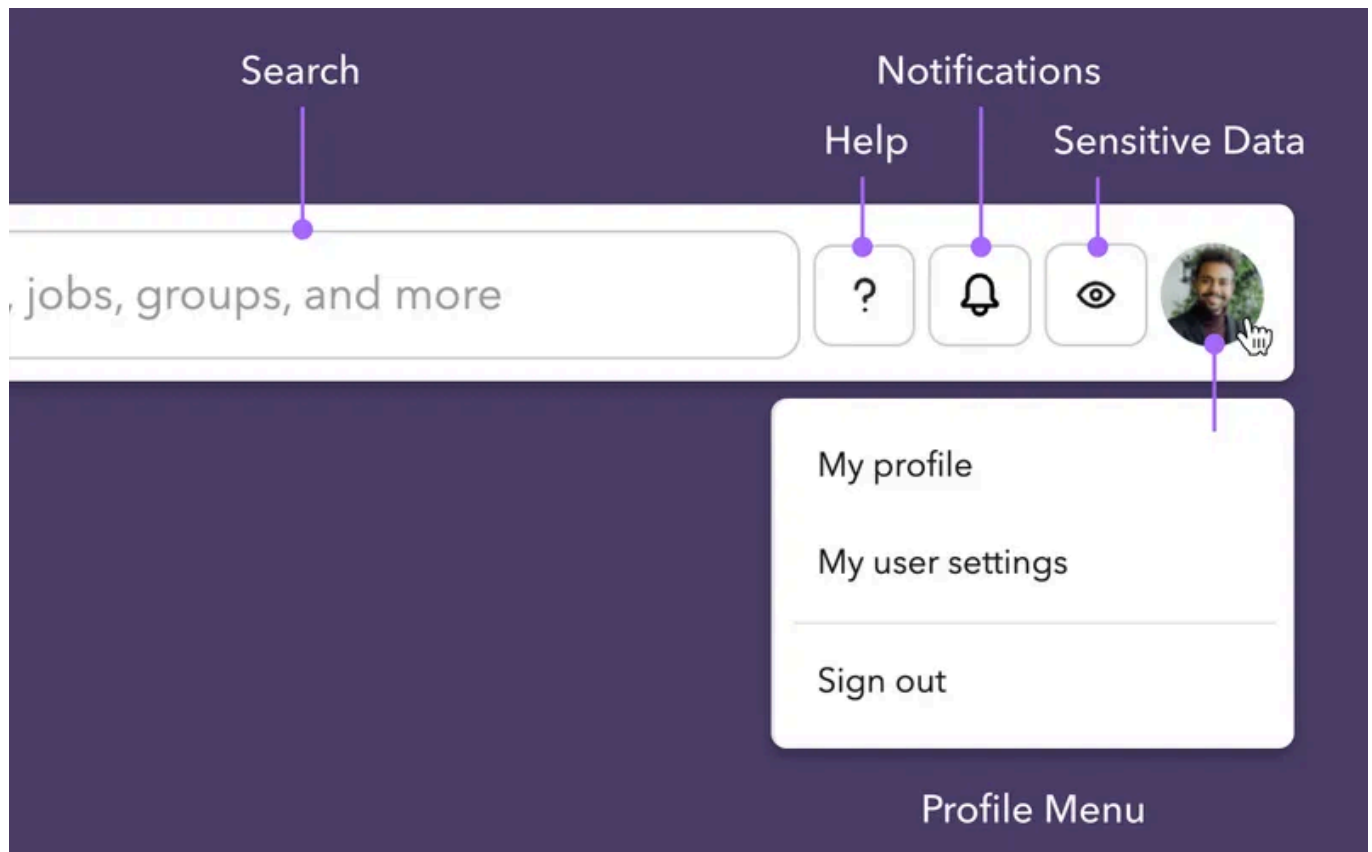 Search
Notifications
Help
Sensitive Data
, jobs, groups, and more
?
My profile
My user settings
Sign out
Profile Menu